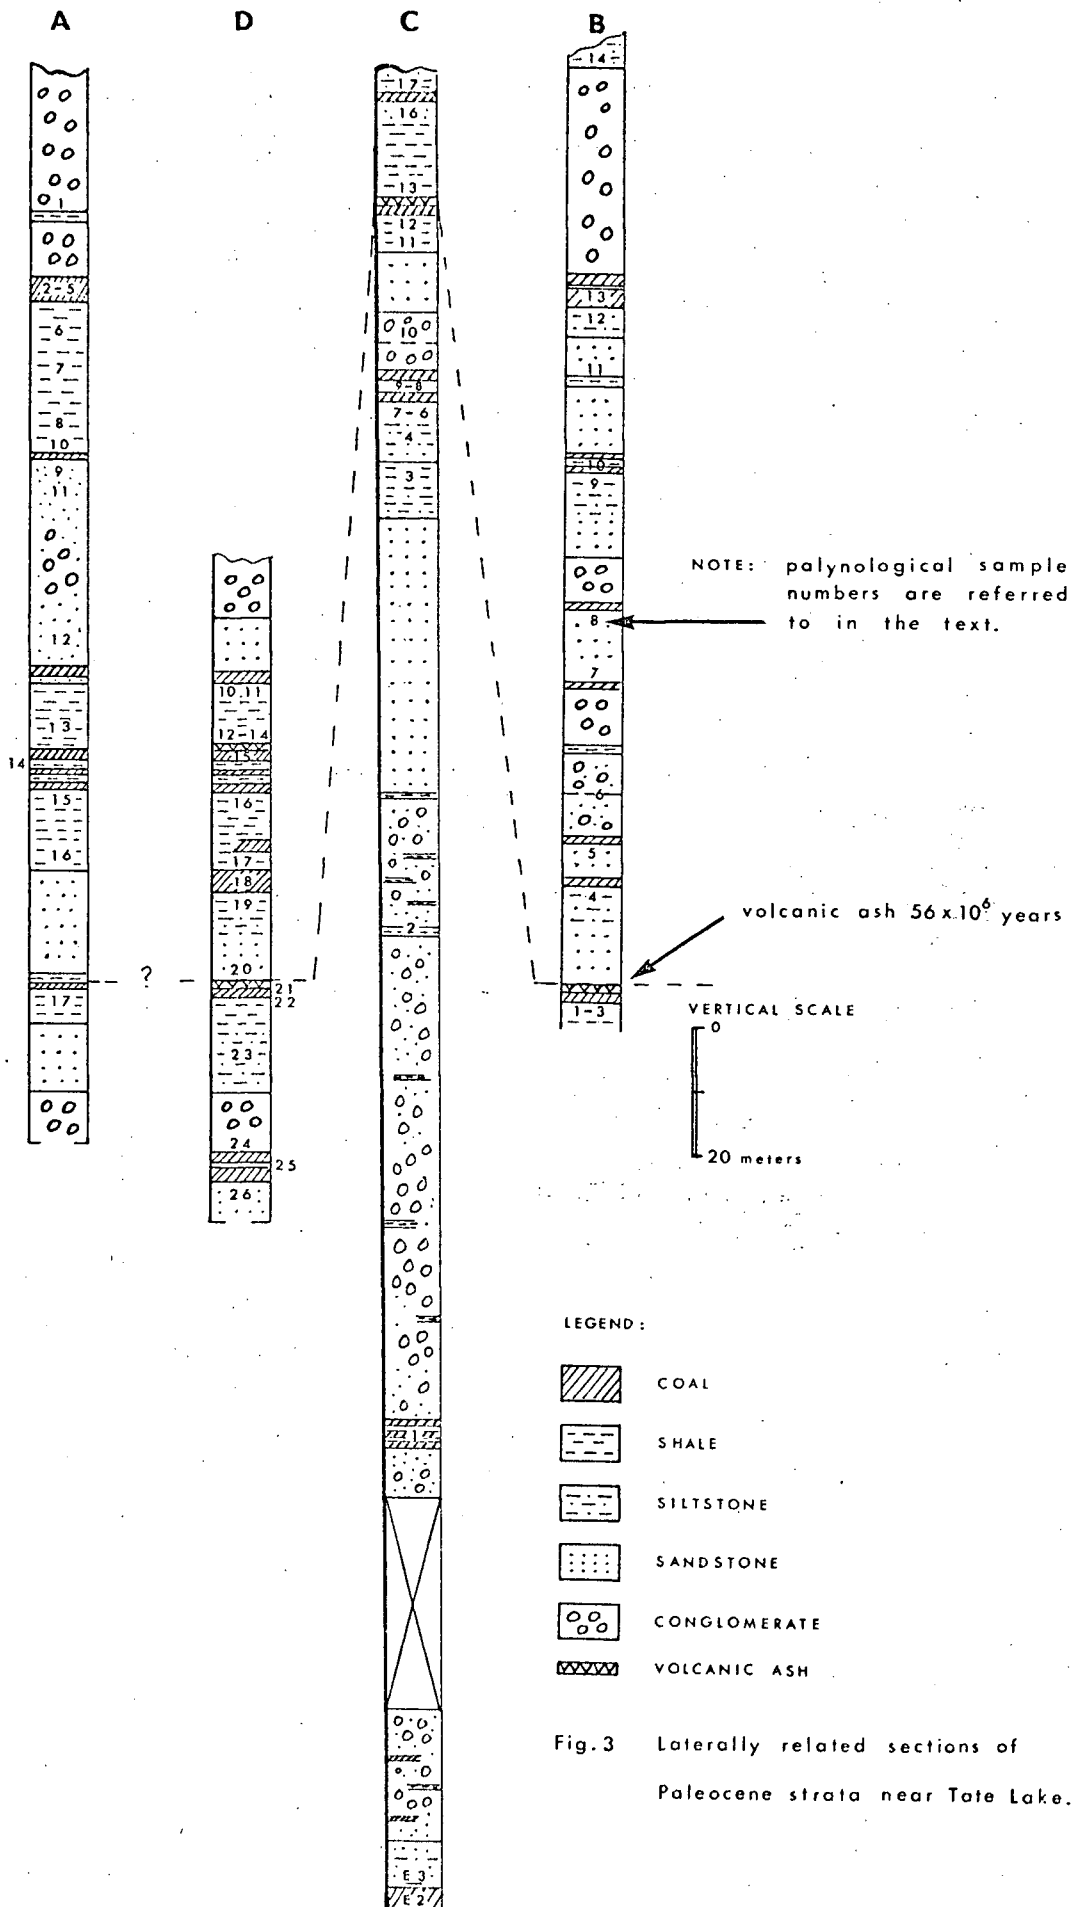 A
D
C
B
1
2-5
6
7
8
10
9
11
12
13
14
15
16
17
10.11
12-14
15
16
17
18
19
20
21
22
23
24
25
26
17
16
13
12
11
10
9-8
7-6
4
3
2
1
E 3
E 2
14
13
12
11
10
9
8
7
6
5
4
1-3
?
NOTE: palynological sample
numbers are referred
to in the text.
volcanic ash 56 x 10⁶ years
VERTICAL SCALE
0
20 meters
LEGEND:
COAL
SHALE
SILTSTONE
SANDSTONE
CONGLOMERATE
VOLCANIC ASH
Fig.3 Laterally related sections of
Paleocene strata near Tate Lake.